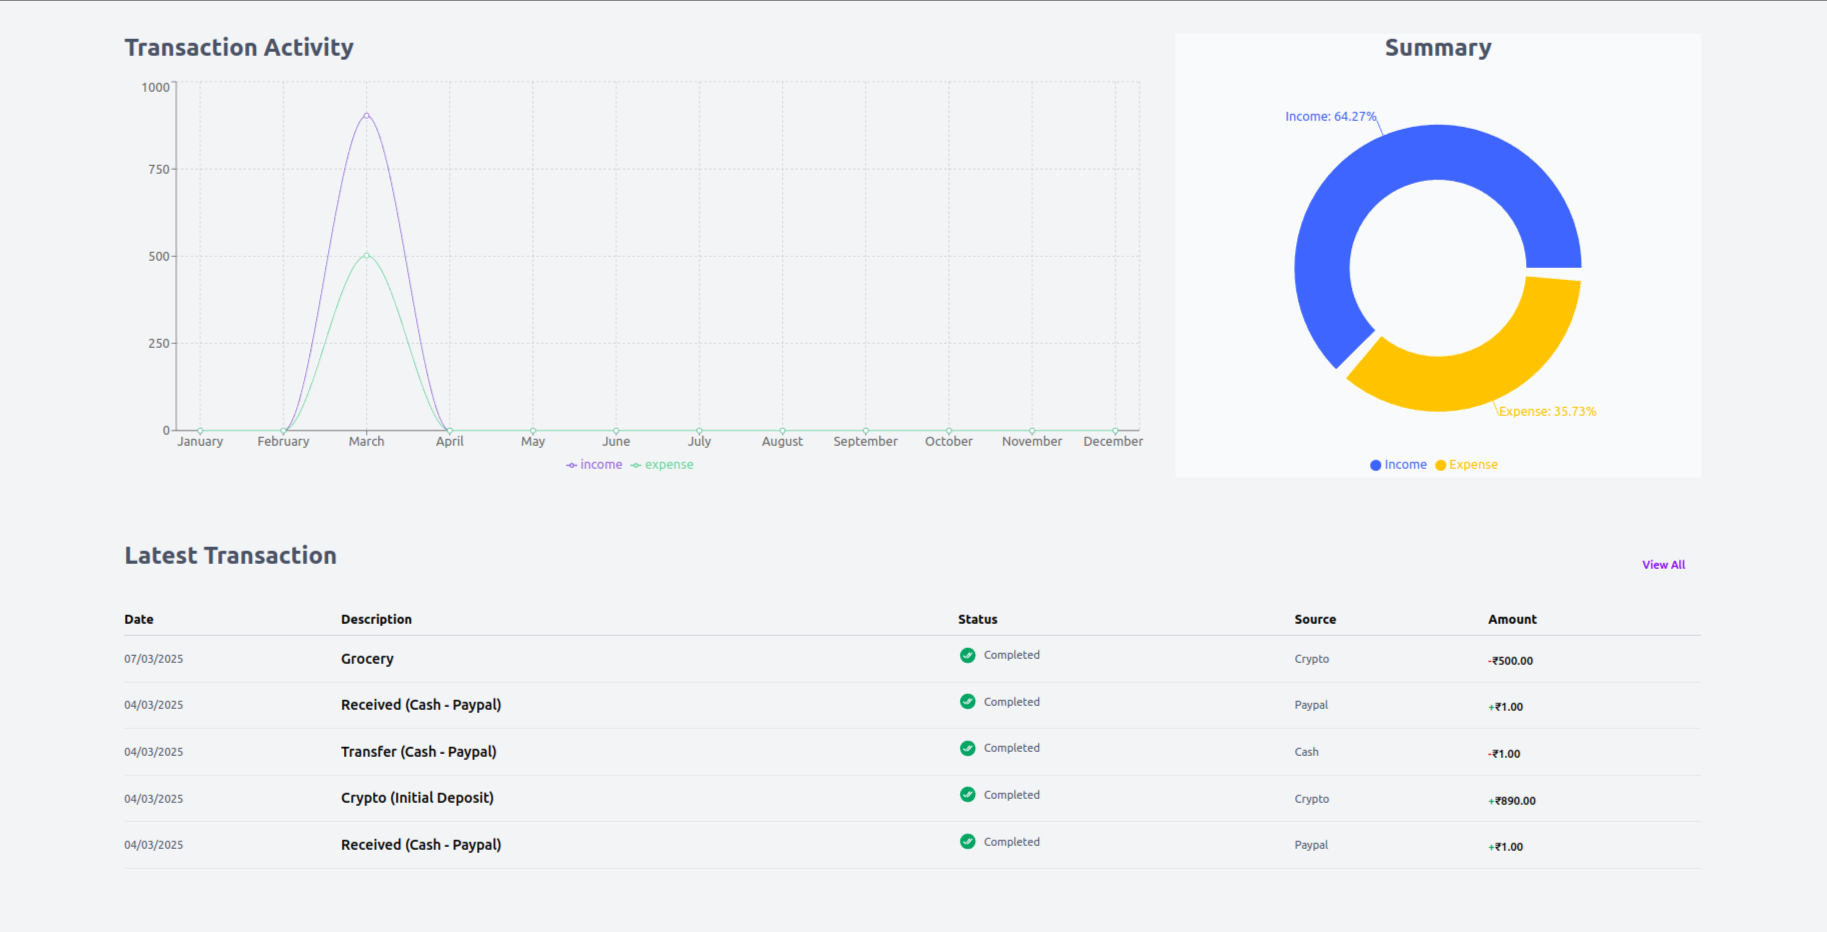 Transaction Activity
1000
750
500
250
0
January February March April May June July August September October November December
income expense
Summary
Income: 64.27%
Expense: 35.73%
Income Expense
Latest Transaction
View All
Date Description Status Source Amount
07/03/2025 Grocery Completed Crypto -₹500.00
04/03/2025 Received (Cash - Paypal) Completed Paypal +₹1.00
04/03/2025 Transfer (Cash - Paypal) Completed Cash -₹1.00
04/03/2025 Crypto (Initial Deposit) Completed Crypto +₹890.00
04/03/2025 Received (Cash - Paypal) Completed Paypal +₹1.00